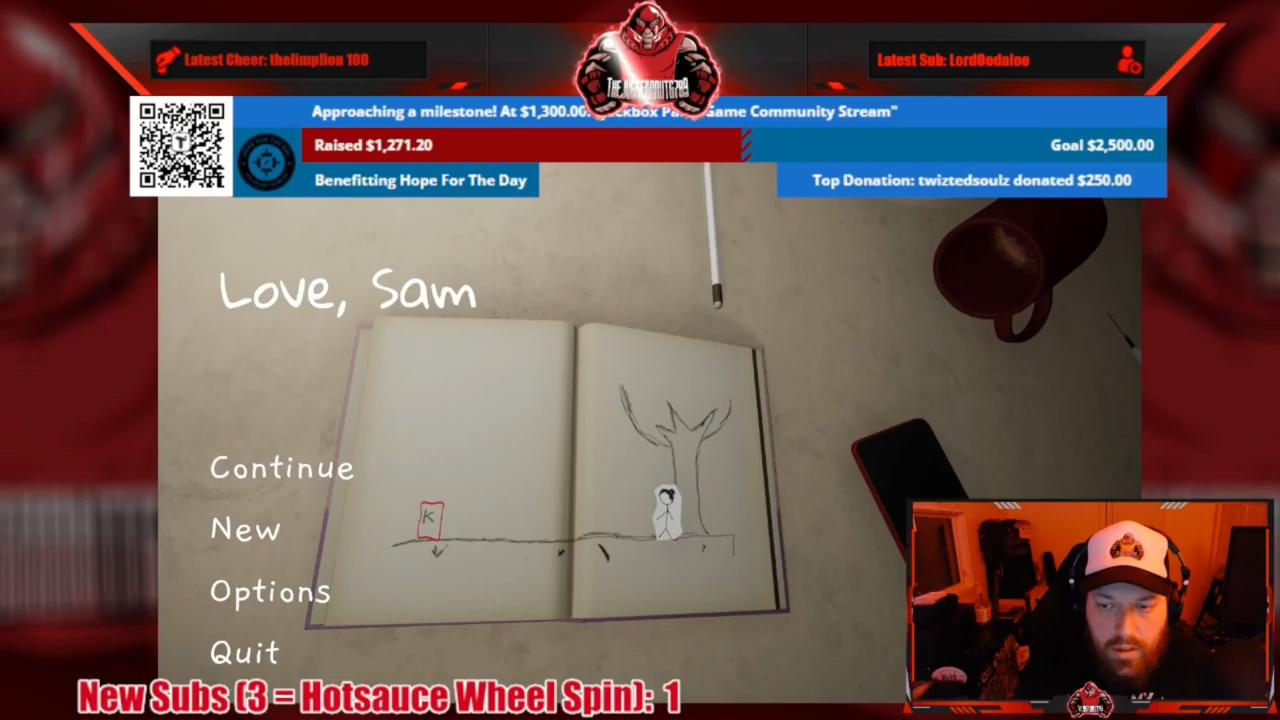 Latest Cheer: thelimplion 100
Latest Sub: LordOodaloo
Approaching a milestone! At $1,300.00: Game Community Stream"
Raised $1,271.20
Goal $2,500.00
Benefitting Hope For The Day
Top Donation: twiztedsoulz donated $250.00
Love, Sam
K
Continue
New
Options
Quit
New Subs (3 = Hotsauce Wheel Spin): 1